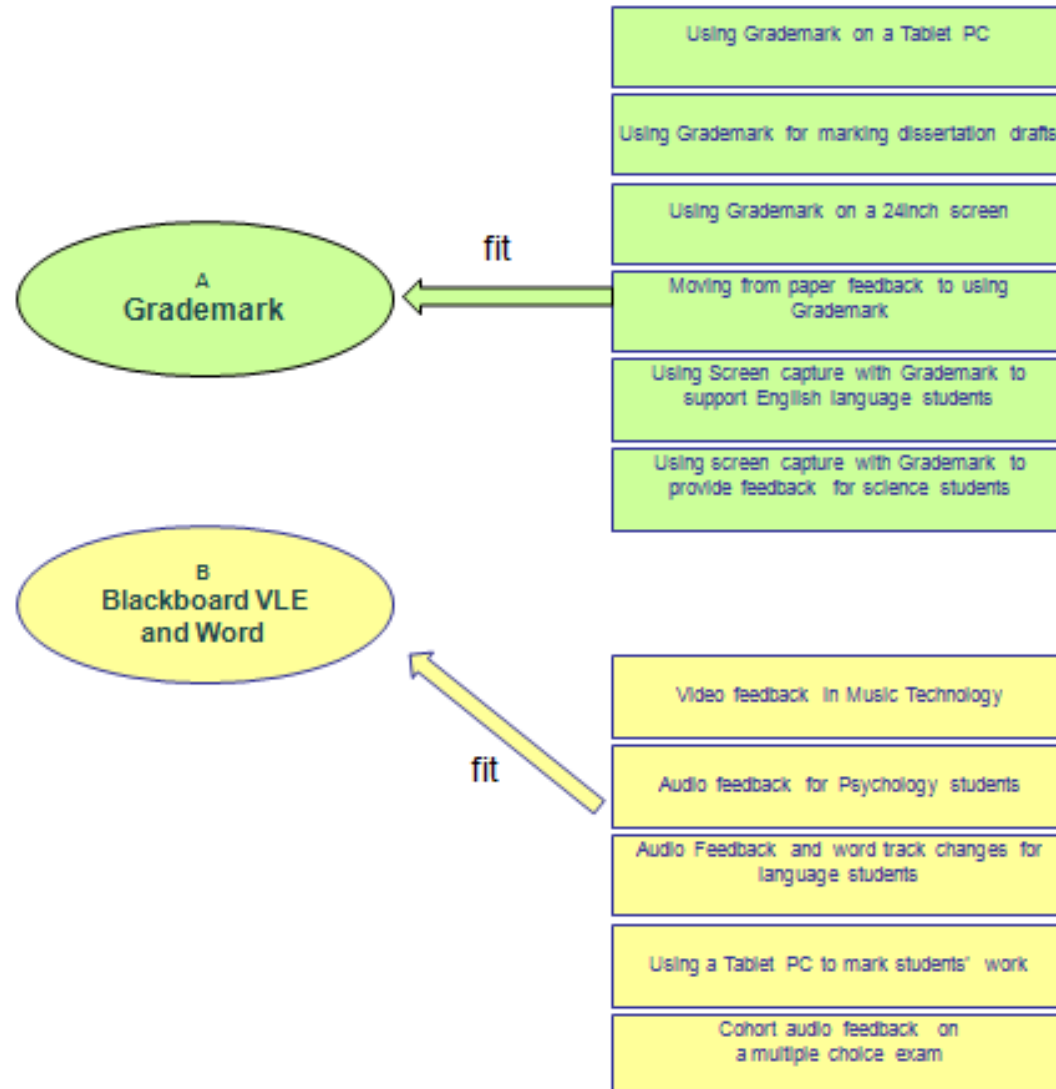 Using Grademark on a Tablet PC
Using Grademark for marking dissertation drafts
Using Grademark on a 24inch screen
fit
A
Grademark
Moving from paper feedback to using
Grademark
Using Screen capture with Grademark to
support English language students
Using screen capture with Grademark to
provide feedback for science students
B
Blackboard VLE
and Word
fit
Video feedback in Music Technology
Audio feedback for Psychology students
Audio Feedback and word track changes for
language students
Using a Tablet PC to mark students' work
Cohort audio feedback on
a multiple choice exam